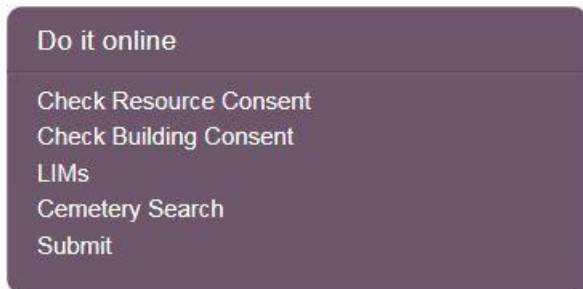 Do it online
Check Resource Consent
Check Building Consent
LIMs
Cemetery Search
Submit